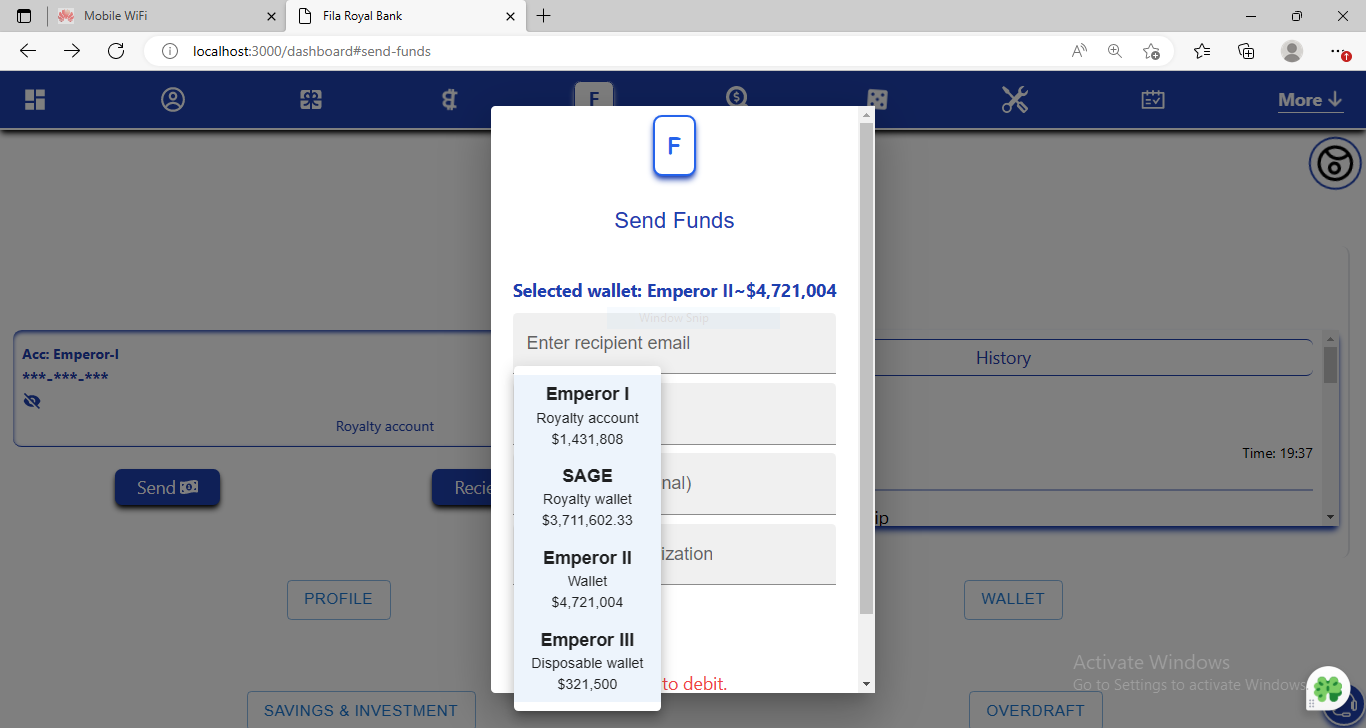 Mobile WiFi
Fila Royal Bank
localhost:3000/dashboard#send-funds
F
More
F
Send Funds
Selected wallet: Emperor II~$4,721,004
Window Snip
Enter recipient email
Acc: Emperor-I
***_***_***
Royalty account
Send
Recie
Emperor I
Royalty account
$1,431,808
SAGE
Royalty wallet
$3,711,602.33
Emperor II
Wallet
$4,721,004
Emperor III
Disposable wallet
$321,500
nal)
ization
to debit.
History
Time: 19:37
ip
PROFILE
WALLET
SAVINGS & INVESTMENT
OVERDRAFT
Activate Windows
Go to Settings to activate Windows